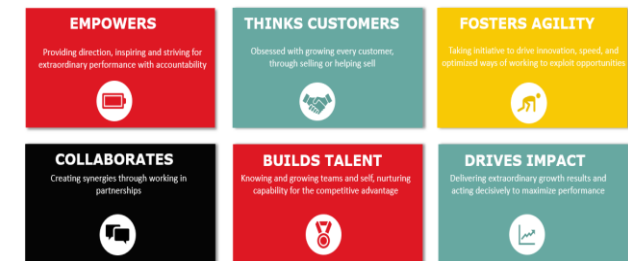 EMPOWERS
Providing direction, inspiring and striving for
extraordinary performance with accountability
THINKS CUSTOMERS
Obsessed with growing every customer,
through selling or helping sell
FOSTERS AGILITY
Taking initiative to drive innovation, speed, and
optimized ways of working to exploit opportunities
COLLABORATES
Creating synergies through working in
partnerships
BUILDS TALENT
Knowing and growing teams and self, nurturing
capability for the competitive advantage
DRIVES IMPACT
Delivering extraordinary growth results and
acting decisively to maximize performance